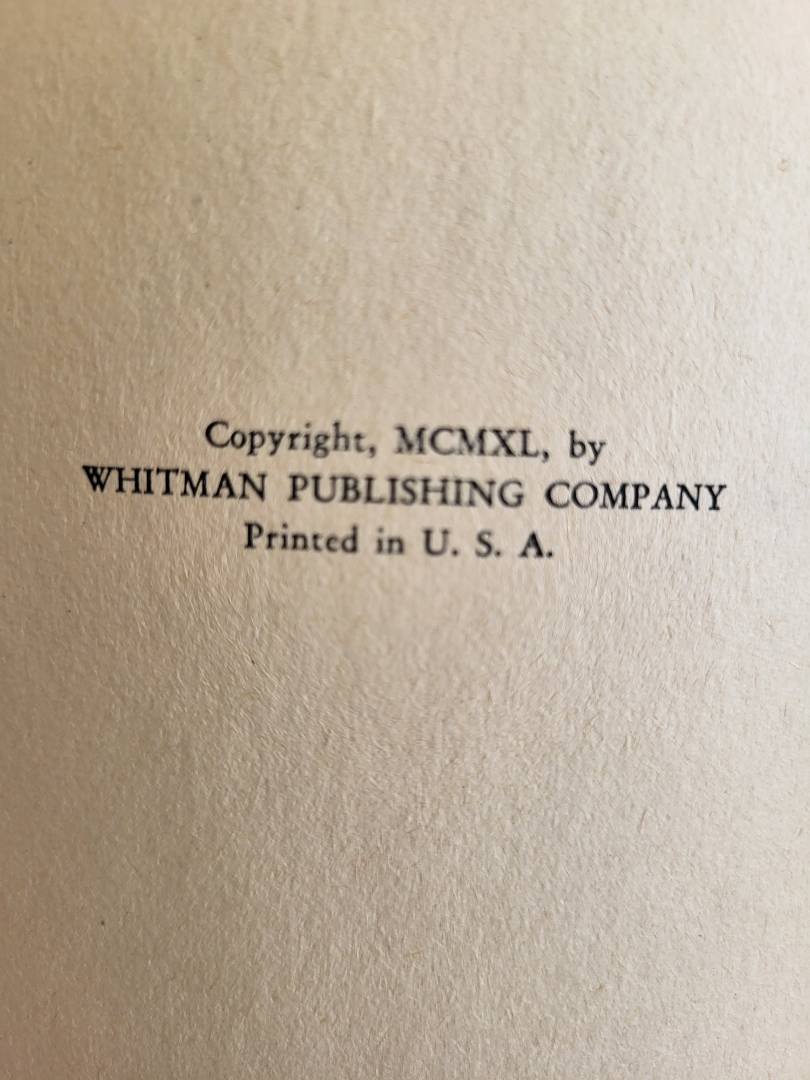 Copyright, MCMXL, by
WHITMAN PUBLISHING COMPANY
Printed in U. S. A.